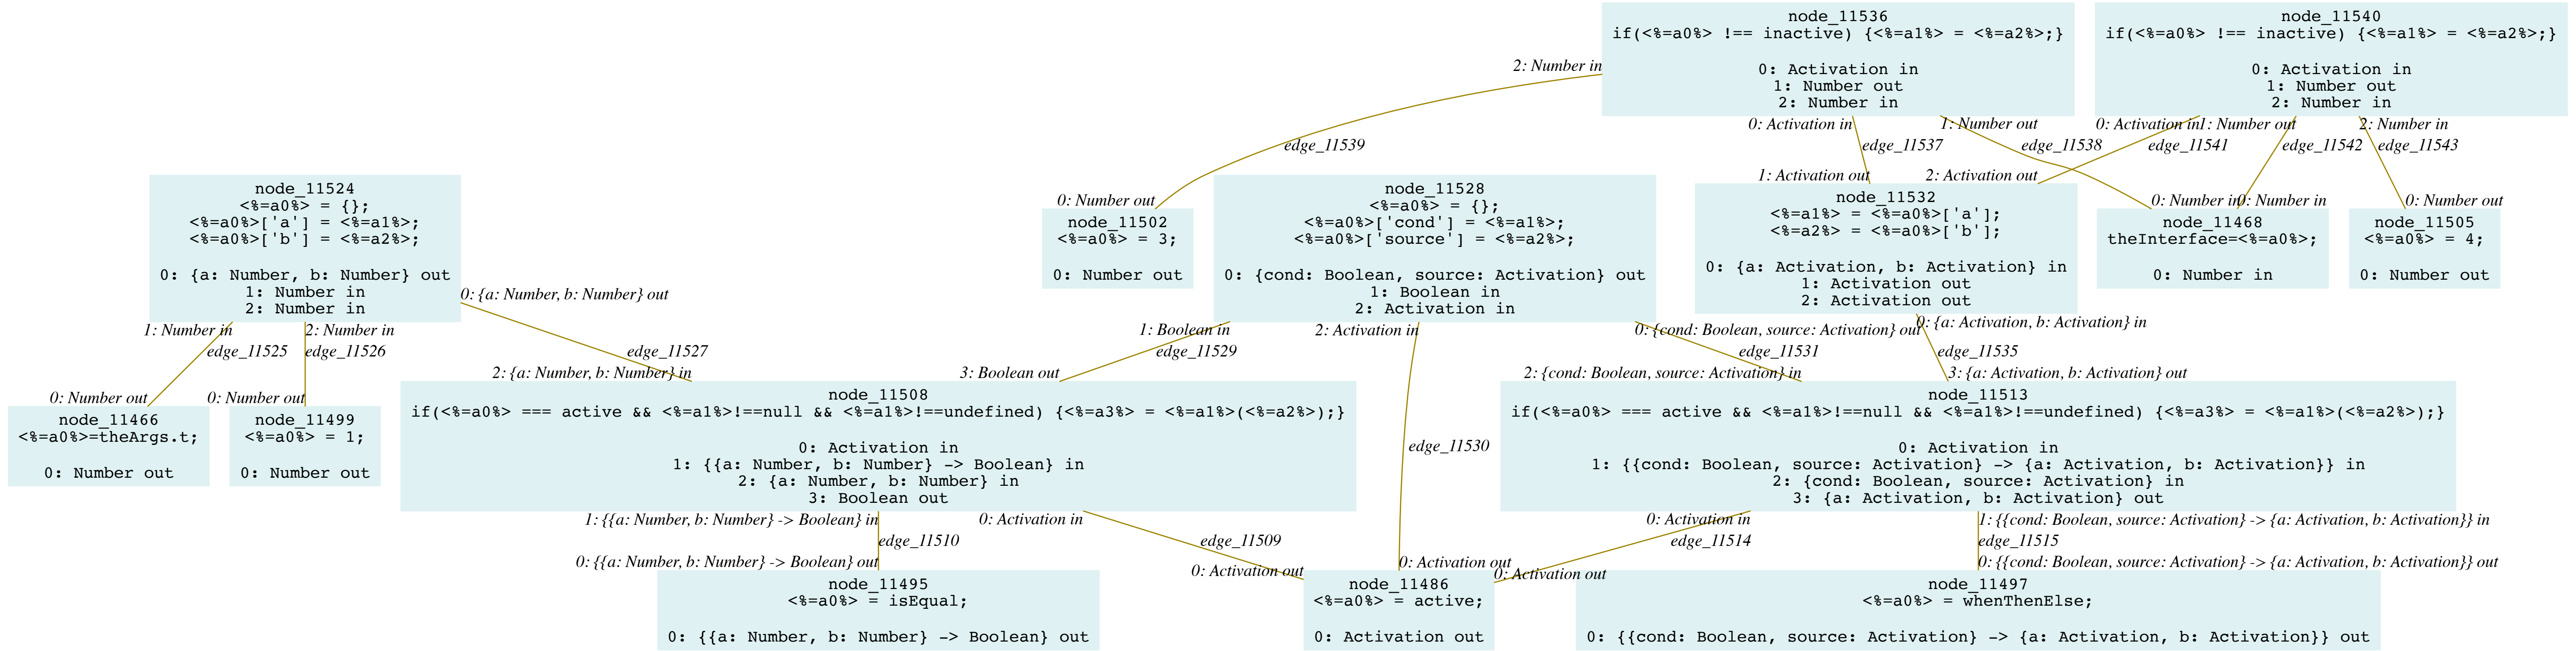 node_11536
if(<%=a0%> !== inactive) {<%=a1%> = <%=a2%>;}
0: Activation in
1: Number out
2: Number in
node_11540
if(<%=a0%> !== inactive) {<%=a1%> = <%=a2%>;}
0: Activation in
1: Number out
2: Number in
2: Number in
0: Activation in
1: Number out
0: Activation in
1: Number out
2: Number in
edge_11539
edge_11537
edge_11538
edge_11541
edge_11542
edge_11543
0: Number out
1: Activation out
2: Activation out
0: Number in
0: Number in
0: Number out
node_11524
<%=a0%> = {};
<%=a0%>['a'] = <%=a1%>;
<%=a0%>['b'] = <%=a2%>;
0: {a: Number, b: Number} out
1: Number in
2: Number in
node_11502
<%=a0%> = 3;
0: Number out
node_11528
<%=a0%> = {};
<%=a0%>['cond'] = <%=a1%>;
<%=a0%>['source'] = <%=a2%>;
0: {cond: Boolean, source: Activation} out
1: Boolean in
2: Activation in
node_11532
<%=a1%> = <%=a0%>['a'];
<%=a2%> = <%=a0%>['b'];
0: {a: Activation, b: Activation} in
1: Activation out
2: Activation out
node_11468
theInterface=<%=a0%>;
0: Number in
node_11505
<%=a0%> = 4;
0: Number out
0: {a: Number, b: Number} out
1: Number in
2: Number in
1: Boolean in
2: Activation in
0: {cond: Boolean, source: Activation} out
0: {a: Activation, b: Activation} in
edge_11525
edge_11526
edge_11527
edge_11529
edge_11531
edge_11535
2: {a: Number, b: Number} in
3: Boolean out
2: {cond: Boolean, source: Activation} in
3: {a: Activation, b: Activation} out
0: Number out
0: Number out
node_11466
<%=a0%>=theArgs.t;
0: Number out
node_11499
<%=a0%> = 1;
0: Number out
node_11508
if(<%=a0%> === active && <%=a1%>!==null && <%=a1%>!==undefined) {<%=a3%> = <%=a1%>(<%=a2%>);}
0: Activation in
1: {{a: Number, b: Number} -> Boolean} in
2: {a: Number, b: Number} in
3: Boolean out
edge_11530
node_11513
if(<%=a0%> === active && <%=a1%>!==null && <%=a1%>!==undefined) {<%=a3%> = <%=a1%>(<%=a2%>);}
0: Activation in
1: {{cond: Boolean, source: Activation} -> {a: Activation, b: Activation}} in
2: {cond: Boolean, source: Activation} in
3: {a: Activation, b: Activation} out
1: {{a: Number, b: Number} -> Boolean} in
0: Activation in
0: Activation in
1: {{cond: Boolean, source: Activation} -> {a: Activation, b: Activation}} in
edge_11510
edge_11509
edge_11514
edge_11515
0: {{a: Number, b: Number} -> Boolean} out
0: Activation out
0: Activation out
0: Activation out
0: {{cond: Boolean, source: Activation} -> {a: Activation, b: Activation}} out
node_11495
<%=a0%> = isEqual;
0: {{a: Number, b: Number} -> Boolean} out
node_11486
<%=a0%> = active;
0: Activation out
node_11497
<%=a0%> = whenThenElse;
0: {{cond: Boolean, source: Activation} -> {a: Activation, b: Activation}} out